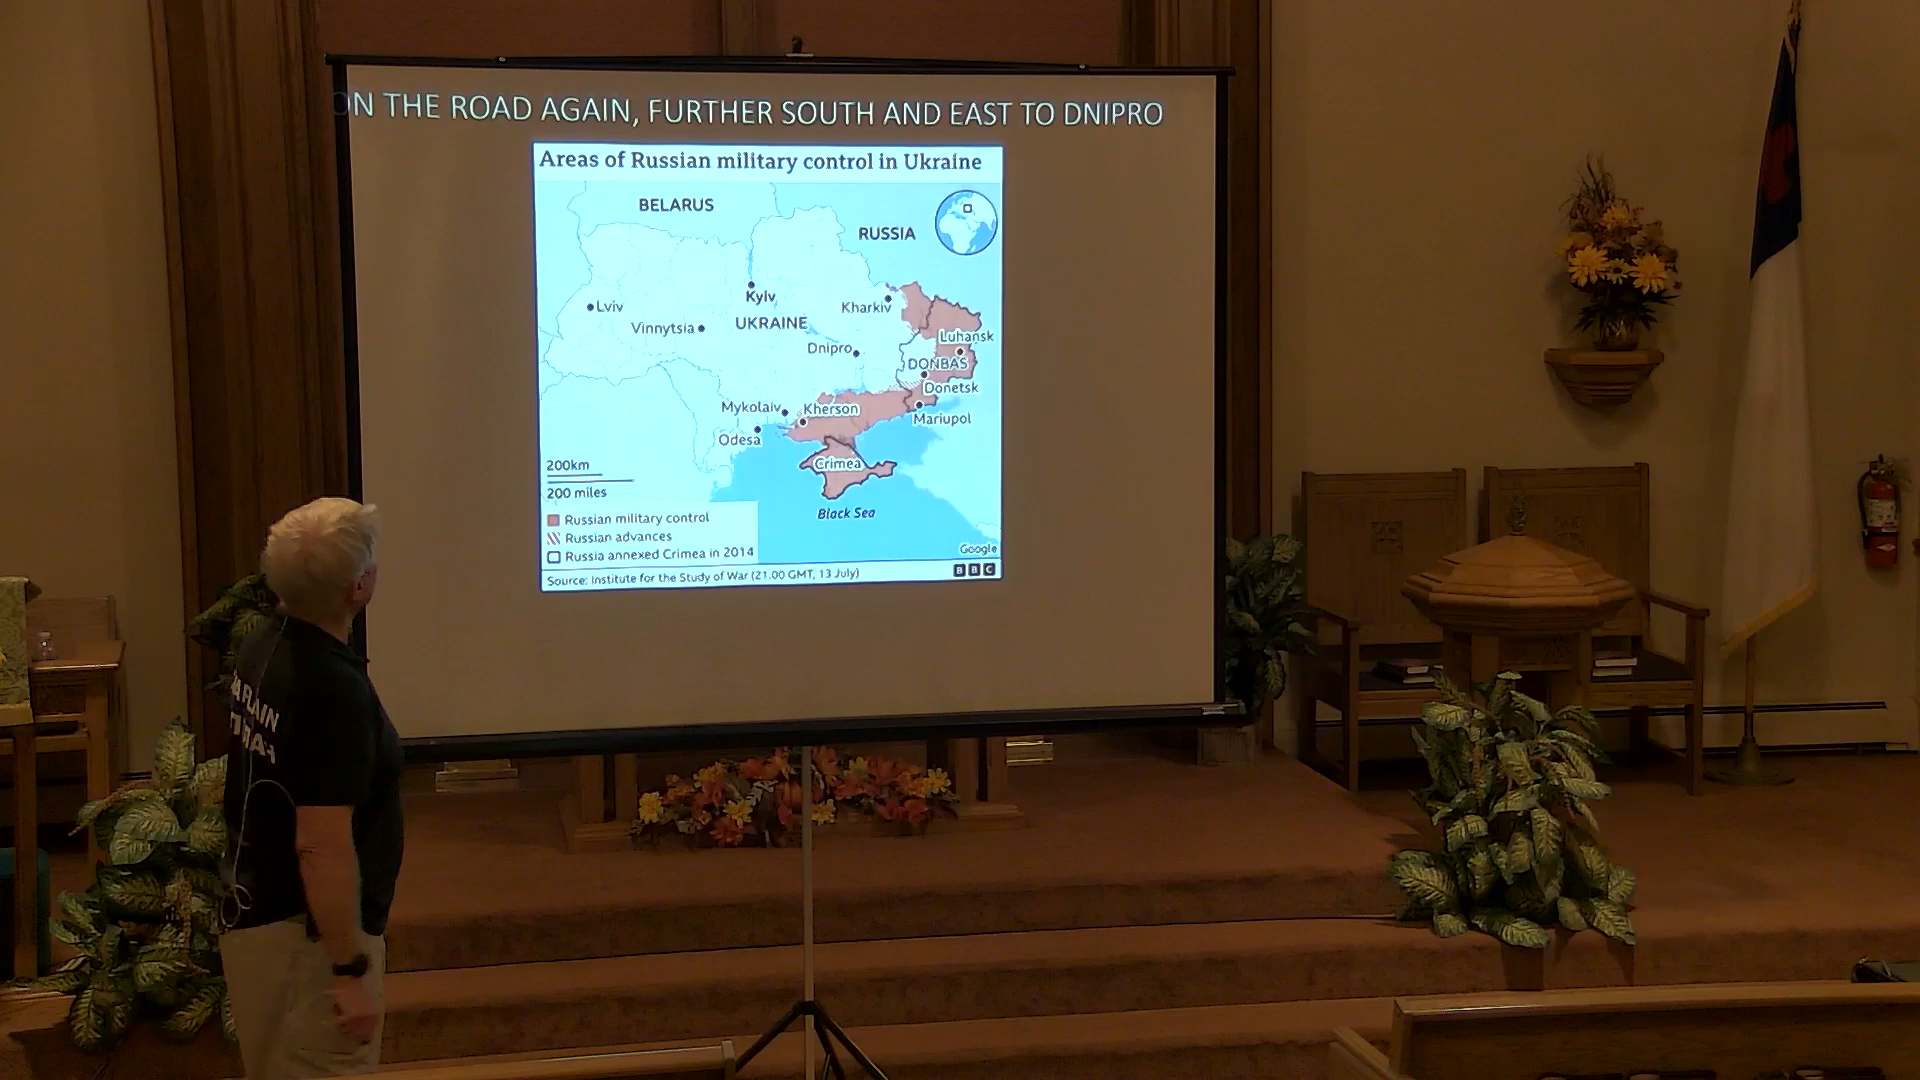 ON THE ROAD AGAIN, FURTHER SOUTH AND EAST TO DNIPRO
Areas of Russian military control in Ukraine
BELARUS
RUSSIA
Kyiv
Kharkiv
Lviv
Vinnytsia
UKRAINE
Luhansk
Dnipro
DONBAS
Donetsk
Mykolaiv
Kherson
Mariupol
Odesa
Crimea
200km
200 miles
Black Sea
Russian military control
Russian advances
Russia annexed Crimea in 2014
Google
Source: Institute for the Study of War (21:00 GMT, 13 July)
BBC